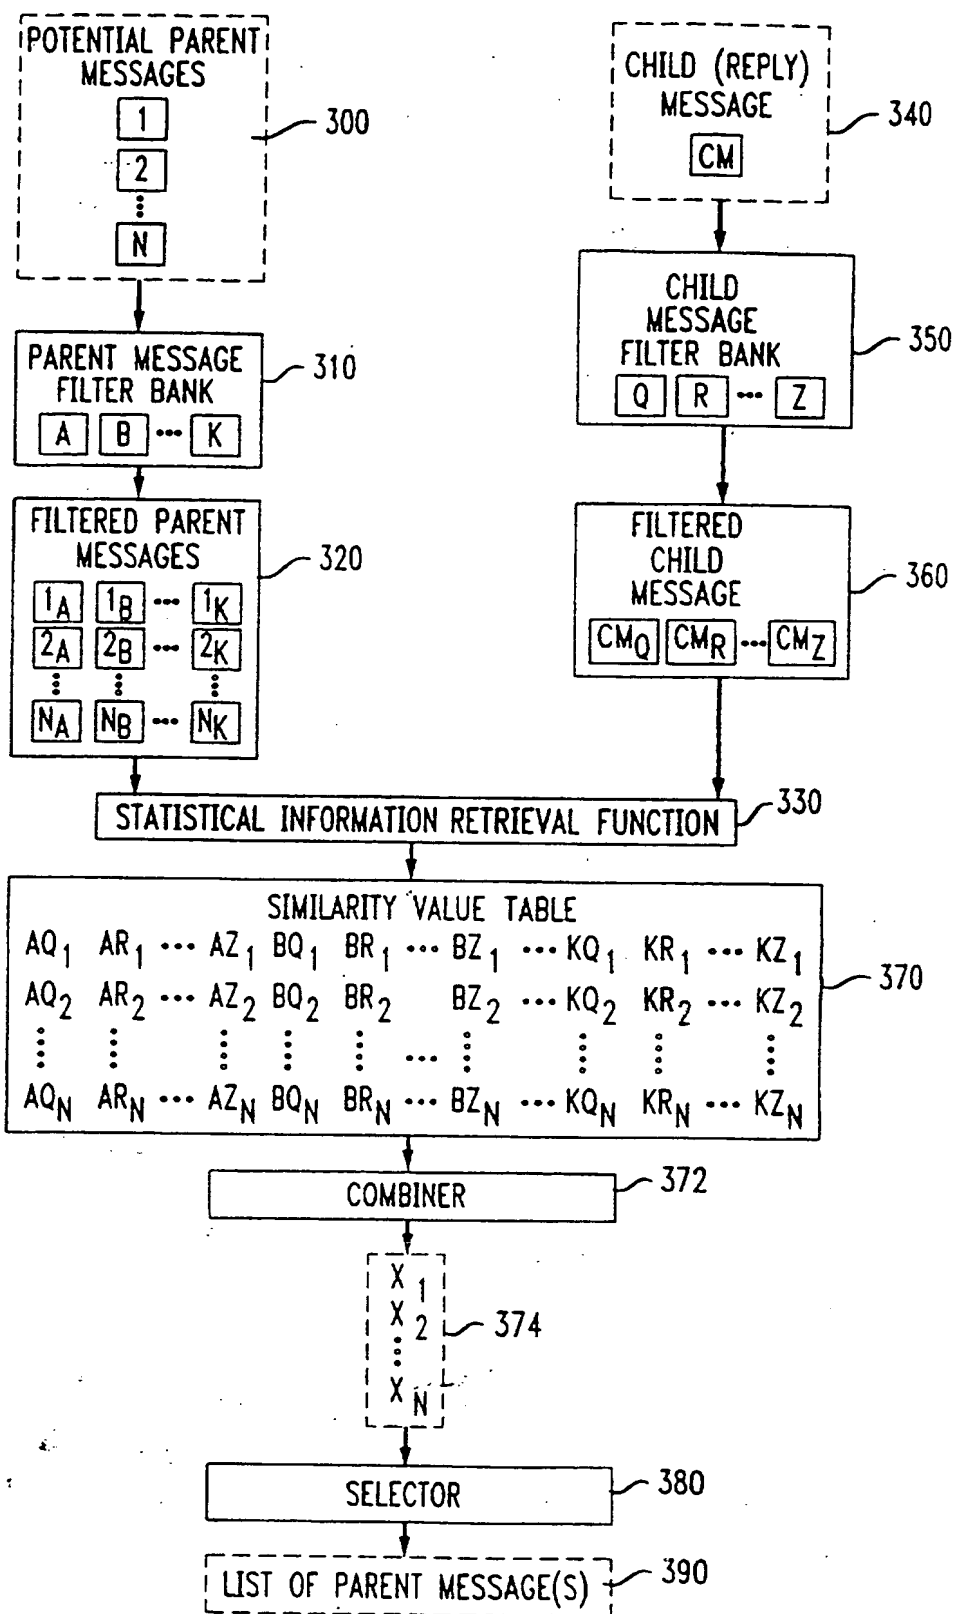 POTENTIAL PARENT
MESSAGES
1
2
⋮
N
300
CHILD (REPLY)
MESSAGE
CM
340
PARENT MESSAGE
FILTER BANK
A B ... K
310
CHILD
MESSAGE
FILTER BANK
Q R ... Z
350
FILTERED PARENT
MESSAGES
1A 1B ... 1K
2A 2B ... 2K
⋮ ⋮ ⋮
NA NB ... NK
320
FILTERED
CHILD
MESSAGE
CMQ CMR ... CMZ
360
STATISTICAL INFORMATION RETRIEVAL FUNCTION
330
SIMILARITY VALUE TABLE
AQ1 AR1 ... AZ1 BQ1 BR1 ... BZ1 ... KQ1 KR1 ... KZ1
AQ2 AR2 ... AZ2 BQ2 BR2 BZ2 ... KQ2 KR2 ... KZ2
⋮ ⋮ ⋮ ⋮ ⋮ ... ⋮ ⋮ ⋮ ⋮
AQN ARN ... AZN BQN BRN ... BZN ... KQN KRN ... KZN
370
COMBINER
372
X1
X2
⋮
XN
374
SELECTOR
380
LIST OF PARENT MESSAGE(S)
390